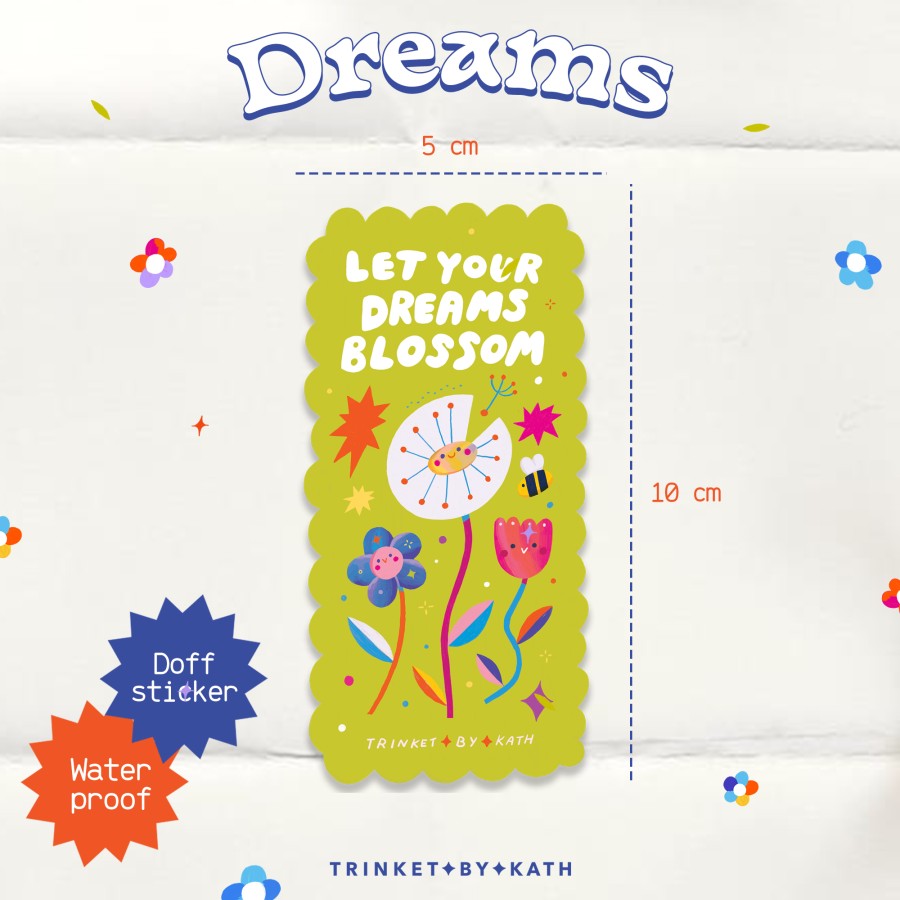 Dreams
5 cm
LET YOUR
DREAMS
BLOSSOM
10 cm
Doff
sticker
Water
proof
TRINKET✦BY✦KATH
TRINKET✦BY✦KATH